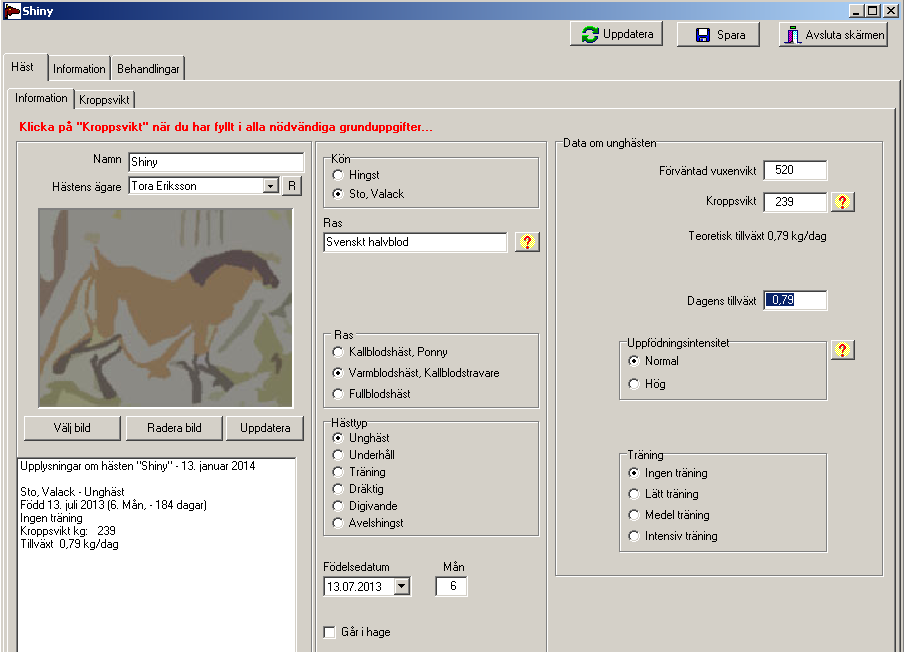 Shiny
Uppdatera
Spara
Avsluta skärmen
Häst
Information
Behandlingar
Information
Kroppsvikt
Klicka på "Kroppsvikt" när du har fyllt i alla nödvändiga grunduppgifter...
Namn
Shiny
Hästens ägare
Tora Eriksson
R
Välj bild
Radera bild
Uppdatera
Upplysningar om hästen "Shiny" - 13. januar 2014
Sto, Valack - Unghäst
Född 13. juli 2013 (6. Mån, - 184 dagar)
Ingen träning
Kroppsvikt kg: 239
Tillväxt 0,79 kg/dag
Kön
Hingst
Sto, Valack
Ras
Svenskt halvblod
?
Ras
Kallblodshäst, Ponny
Varmblodshäst, Kallblodstravare
Fullblodshäst
Hästtyp
Unghäst
Underhåll
Träning
Dräktig
Digivande
Avelshingst
Födelsedatum
Mån
13.07.2013
6
Går i hage
Data om unghästen
Förväntad vuxenvikt
520
Kroppsvikt
239
?
Teoretisk tillväxt 0,79 kg/dag
Dagens tillväxt
0,79
Uppfödningsintensitet
?
Normal
Hög
Träning
Ingen träning
Lätt träning
Medel träning
Intensiv träning